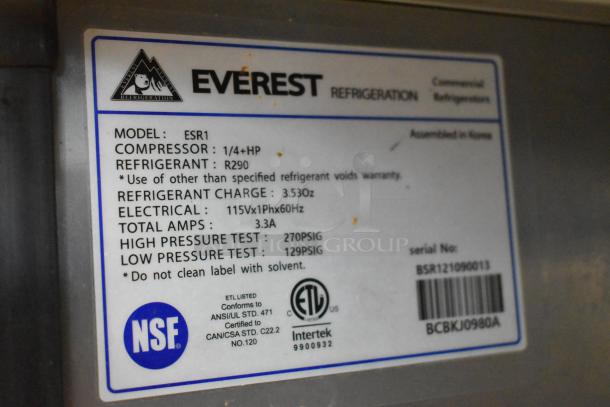 EVEREST REFRIGERATION
Commercial
Refrigerators
Assembled in Korea
MODEL: ESR1
COMPRESSOR : 1/4+HP
REFRIGERANT : R290
*Use of other than specified refrigerant voids warranty.
REFRIGERANT CHARGE : 3.53Oz
ELECTRICAL : 115Vx1Phx60Hz
TOTAL AMPS : 3.3A
HIGH PRESSURE TEST : 270PSIG
LOW PRESSURE TEST : 129PSIG
*Do not clean label with solvent.
serial No:
BSR121090013
BCBKJ0980A
NSF
ETL LISTED
Conforms to
ANSI/UL STD. 471
Certified to
CAN/CSA STD. C22.2
NO.120
C ETL US
Intertek
9900932
GROUP